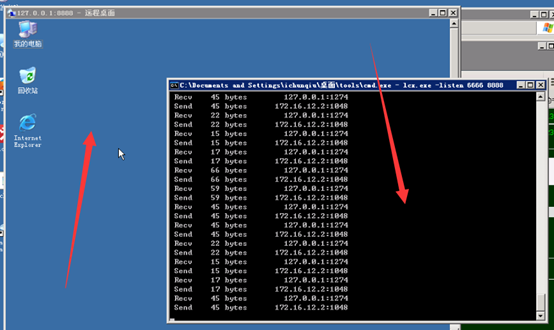 127.0.0.1:8888 - 远程桌面
我的电脑
回收站
Internet
Explorer
C:\Documents and Settings\ichunqiu\桌面\tools\cmd.exe - lcx.exe -listen 6666 8888
Recv 45 bytes 127.0.0.1:1274
Send 45 bytes 172.16.12.2:1048
Recv 22 bytes 127.0.0.1:1274
Send 22 bytes 172.16.12.2:1048
Recv 15 bytes 127.0.0.1:1274
Send 15 bytes 172.16.12.2:1048
Recv 17 bytes 127.0.0.1:1274
Send 17 bytes 172.16.12.2:1048
Recv 66 bytes 127.0.0.1:1274
Send 66 bytes 172.16.12.2:1048
Recv 59 bytes 127.0.0.1:1274
Send 59 bytes 172.16.12.2:1048
Recv 45 bytes 127.0.0.1:1274
Send 45 bytes 172.16.12.2:1048
Recv 45 bytes 127.0.0.1:1274
Send 45 bytes 172.16.12.2:1048
Recv 22 bytes 127.0.0.1:1274
Send 22 bytes 172.16.12.2:1048
Recv 15 bytes 127.0.0.1:1274
Send 15 bytes 172.16.12.2:1048
Recv 17 bytes 127.0.0.1:1274
Send 17 bytes 172.16.12.2:1048
Recv 45 bytes 127.0.0.1:1274
Send 45 bytes 172.16.12.2:1048